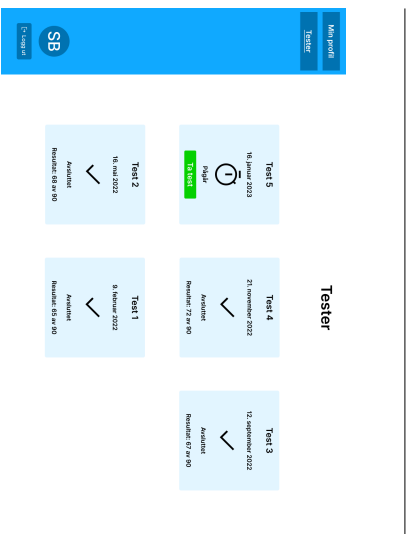 Min profil
Tester
SB
[→ Logg ut
Tester
Test 5
16. januar 2023
Pågår
Ta test
Test 4
21. november 2022
Avsluttet
Resultat: 72 av 90
Test 3
12. september 2022
Avsluttet
Resultat: 67 av 90
Test 2
16. mai 2022
Avsluttet
Resultat: 68 av 90
Test 1
9. februar 2022
Avsluttet
Resultat: 65 av 90